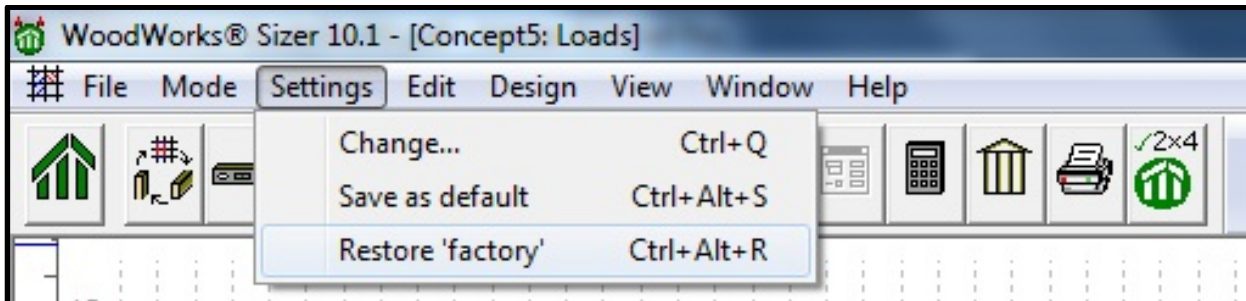 WoodWorks® Sizer 10.1 - [Concept5: Loads]
File Mode Settings Edit Design View Window Help
Change... Ctrl+Q
Save as default Ctrl+Alt+S
Restore 'factory' Ctrl+Alt+R
✓2×4